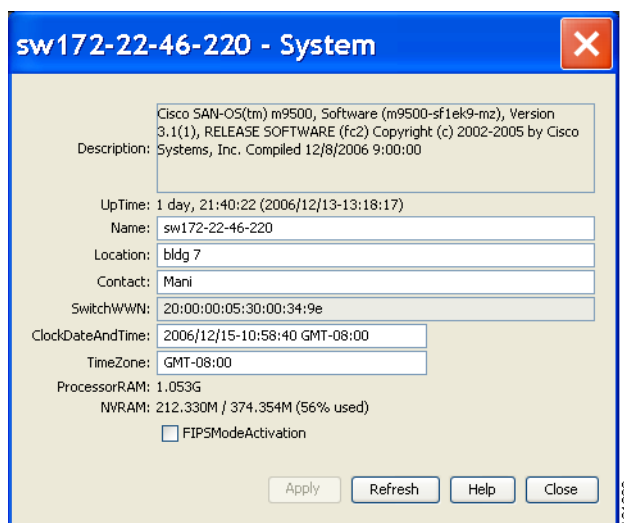 sw172-22-46-220 - System
Cisco SAN-OS(tm) m9500, Software (m9500-sf1ek9-mz), Version
3.1(1), RELEASE SOFTWARE (fc2) Copyright (c) 2002-2005 by Cisco
Description: Systems, Inc. Compiled 12/8/2006 9:00:00
UpTime: 1 day, 21:40:22 (2006/12/13-13:18:17)
Name: sw172-22-46-220
Location: bldg 7
Contact: Mani
SwitchWWN: 20:00:00:05:30:00:34:9e
ClockDateAndTime: 2006/12/15-10:58:40 GMT-08:00
TimeZone: GMT-08:00
ProcessorRAM: 1.053G
NVRAM: 212.330M / 374.354M (56% used)
FIPSModeActivation
Apply Refresh Help Close